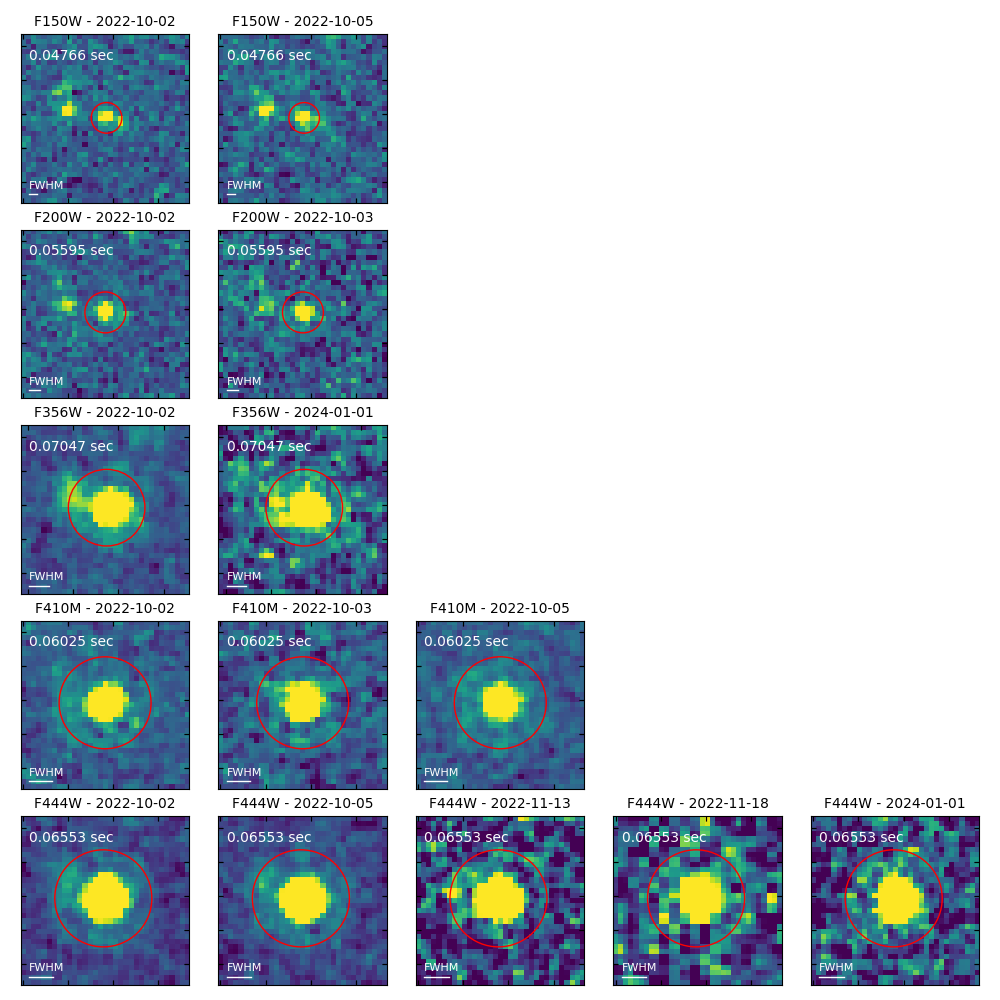 F150W - 2022-10-02
F150W - 2022-10-05
0.04766 sec
0.04766 sec
FWHM
FWHM
F200W - 2022-10-02
F200W - 2022-10-03
0.05595 sec
0.05595 sec
FWHM
FWHM
F356W - 2022-10-02
F356W - 2024-01-01
0.07047 sec
0.07047 sec
FWHM
FWHM
F410M - 2022-10-02
F410M - 2022-10-03
F410M - 2022-10-05
0.06025 sec
0.06025 sec
0.06025 sec
FWHM
FWHM
FWHM
F444W - 2022-10-02
F444W - 2022-10-05
F444W - 2022-11-13
F444W - 2022-11-18
F444W - 2024-01-01
0.06553 sec
0.06553 sec
0.06553 sec
0.06553 sec
0.06553 sec
FWHM
FWHM
FWHM
FWHM
FWHM